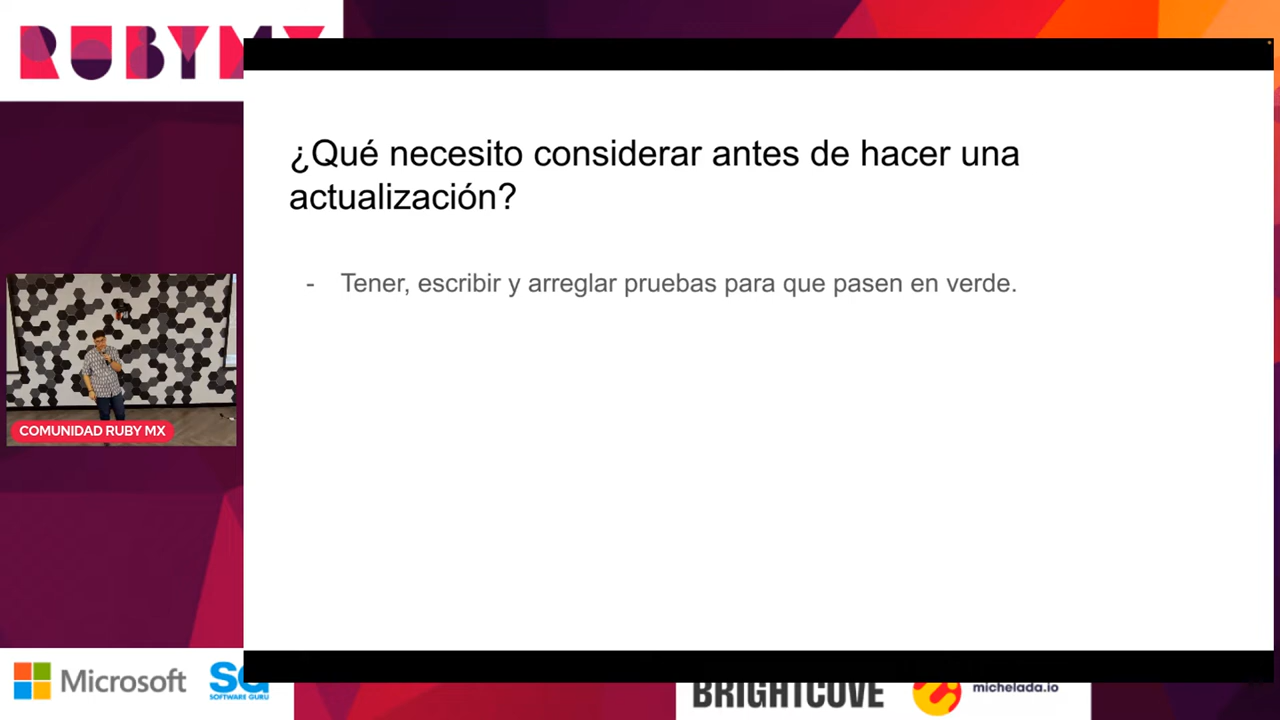 RUBYMX
¿Qué necesito considerar antes de hacer una
actualización?
- Tener, escribir y arreglar pruebas para que pasen en verde.
COMUNIDAD RUBY MX
Microsoft
SG
SOFTWARE GURU
BRIGHTCOVE
michelada.io